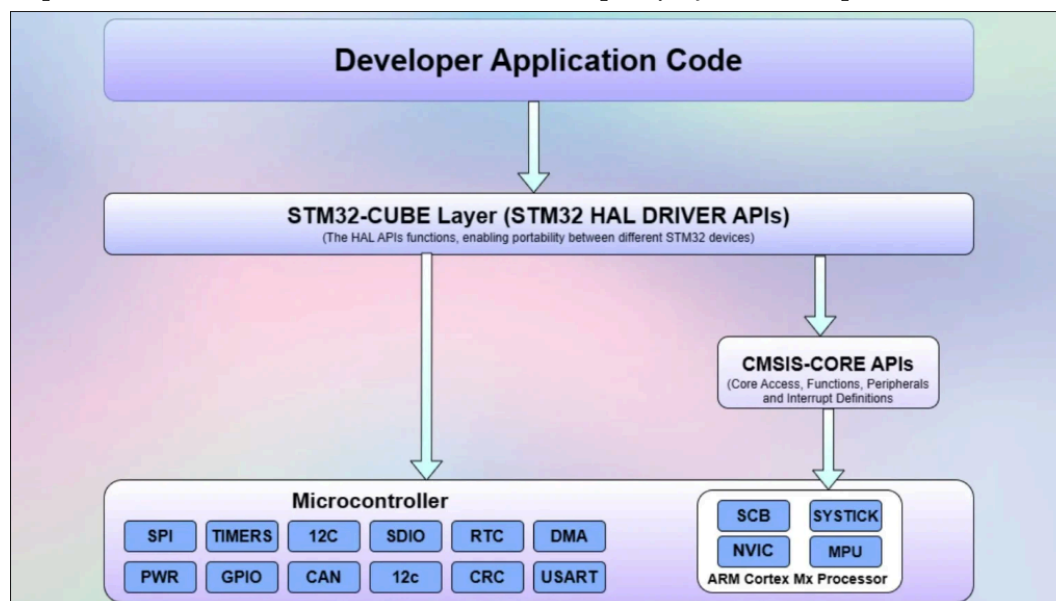 Developer Application Code
STM32-CUBE Layer (STM32 HAL DRIVER APIs)
(The HAL APIs functions, enabling portability between different STM32 devices)
CMSIS-CORE APIs
(Core Access, Functions, Peripherals
and Interrupt Definitions
Microcontroller
SPI TIMERS 12C SDIO RTC DMA
PWR GPIO CAN 12c CRC USART
SCB SYSTICK
NVIC MPU
ARM Cortex Mx Processor